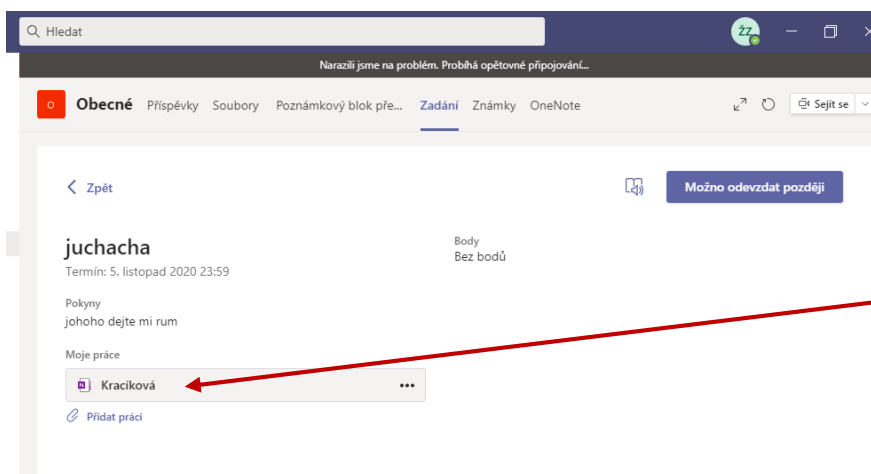 Hledat
ŽZ
Narazili jsme na problém. Probíhá opětovné připojování...
O Obecné Příspěvky Soubory Poznámkový blok pře... Zadání Známky OneNote Sejít se
Zpět
Možno odevzdat později
juchacha
Termín: 5. listopad 2020 23:59
Body
Bez bodů
Pokyny
johoho dejte mi rum
Moje práce
N Kracíková
Přidat práci